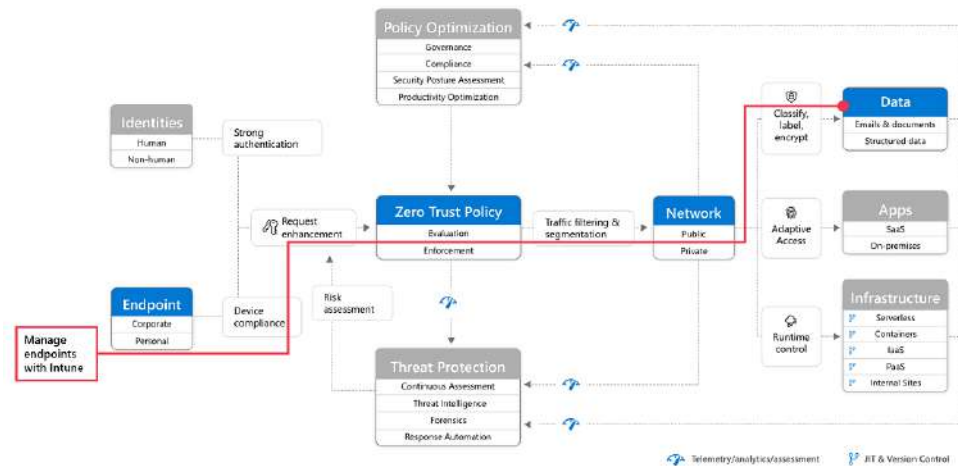 Policy Optimization
Governance
Compliance
Security Posture Assessment
Productivity Optimization
Identities
Human
Non-human
Strong
authentication
Classify,
label,
encrypt
Data
Emails & documents
Structured data
Request
enhancement
Zero Trust Policy
Evaluation
Enforcement
Traffic filtering &
segmentation
Network
Public
Private
Adaptive
Access
Apps
SaaS
On-premises
Endpoint
Corporate
Personal
Device
compliance
Risk
assessment
Manage
endpoints
with Intune
Runtime
control
Infrastructure
Serverless
Containers
IaaS
PaaS
Internal Sites
Threat Protection
Continuous Assessment
Threat Intelligence
Forensics
Response Automation
Telemetry/analytics/assessment
JIT & Version Control